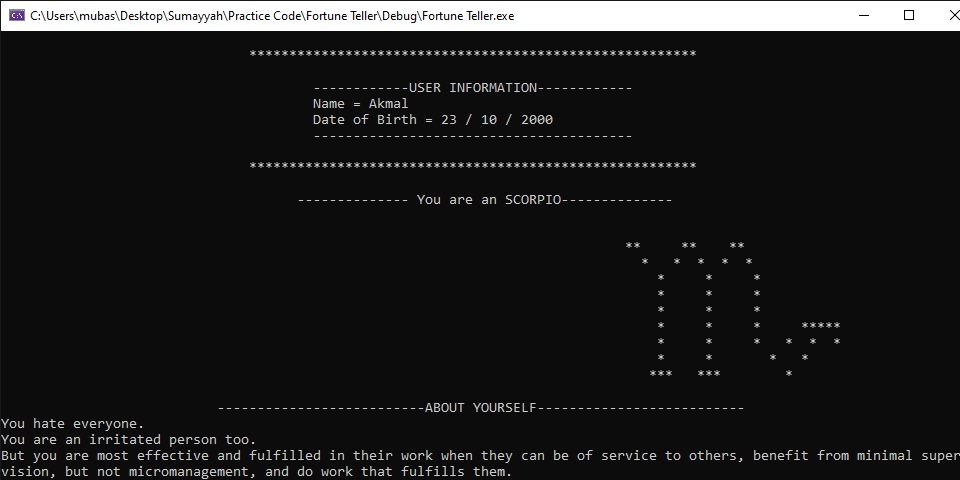 C:\Users\mubas\Desktop\Sumayyah\Practice Code\Fortune Teller\Debug\Fortune Teller.exe
********************************************************
------------USER INFORMATION------------
Name = Akmal
Date of Birth = 23 / 10 / 2000
----------------------------------------
********************************************************
-------------- You are an SCORPIO--------------
**     **    **
*   *  *  *  *
*     *     *
*     *     *
*     *     *
*     *     *     *****
*     *     *   *  *  *
*     *       *   *
***   ***        *
--------------------------ABOUT YOURSELF--------------------------
You hate everyone.
You are an irritated person too.
But you are most effective and fulfilled in their work when they can be of service to others, benefit from minimal super
vision, but not micromanagement, and do work that fulfills them.